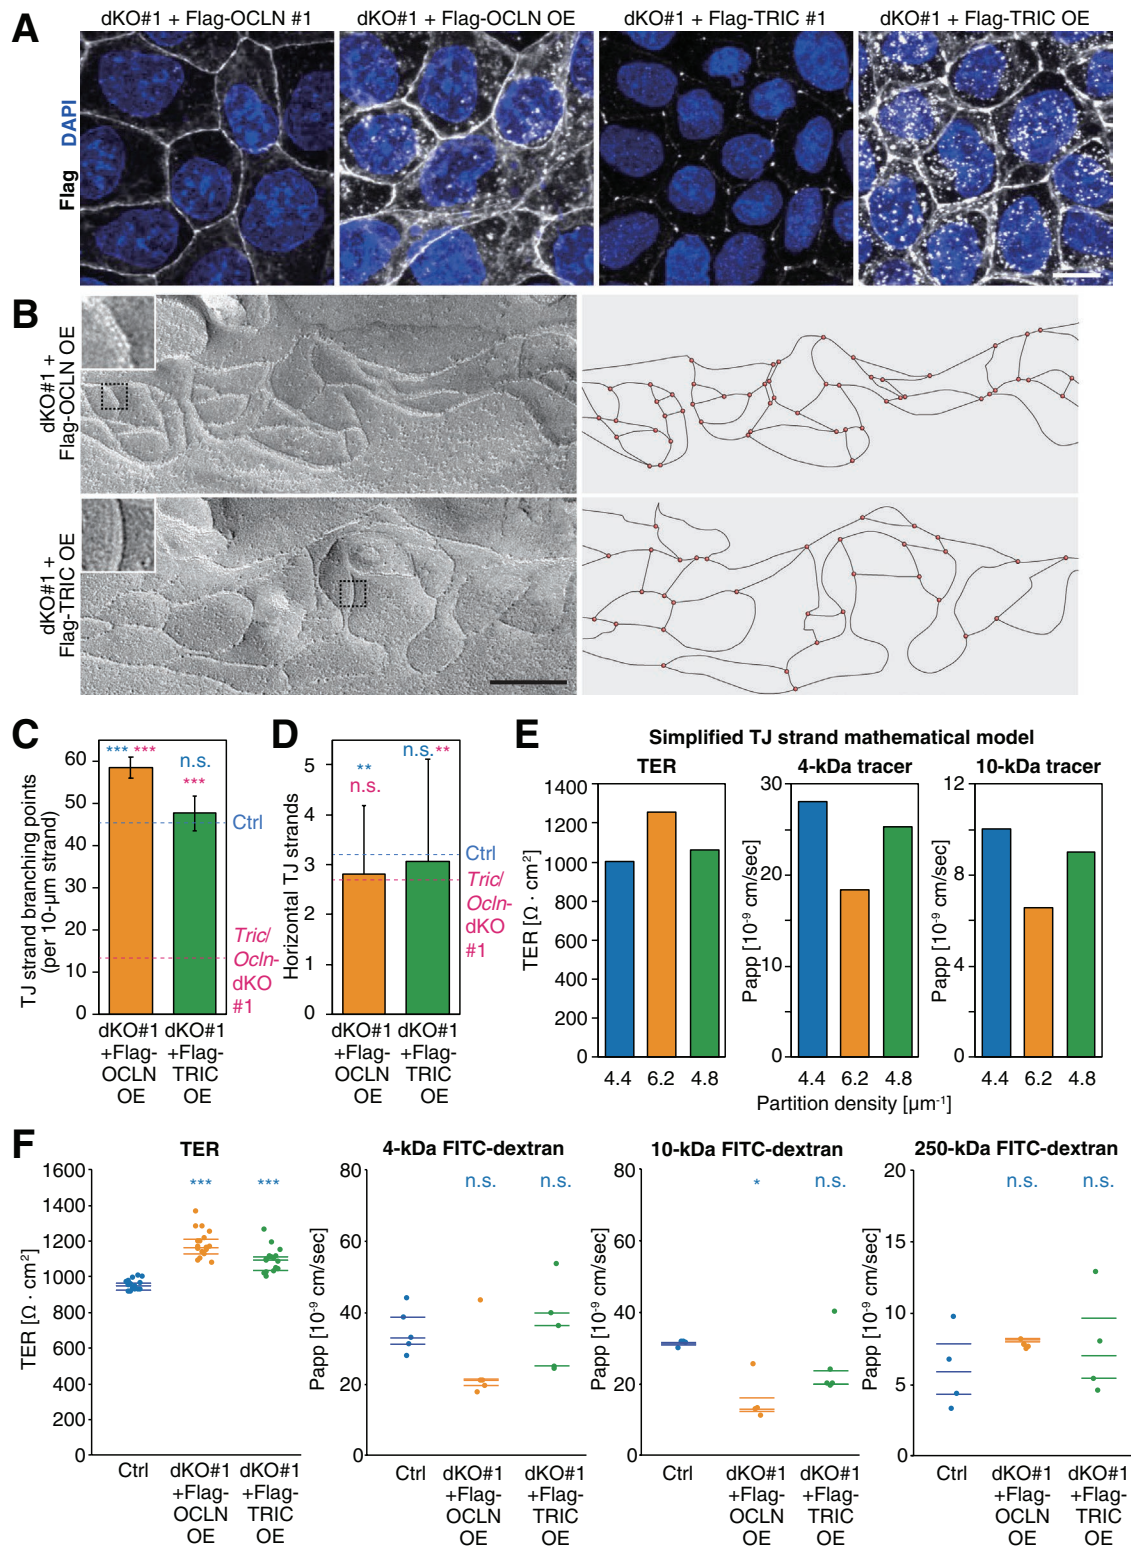 A
dKO#1 + Flag-OCLN #1
dKO#1 + Flag-OCLN OE
dKO#1 + Flag-TRIC #1
dKO#1 + Flag-TRIC OE
Flag DAPI
B
dKO#1 +
Flag-OCLN OE
dKO#1 +
Flag-TRIC OE
C
TJ strand branching points
(per 10-µm strand)
60
50
40
30
20
10
0
*** ***
n.s.
***
Ctrl
Tric/
Ocln-
dKO
#1
dKO#1
+Flag-
OCLN
OE
dKO#1
+Flag-
TRIC
OE
D
Horizontal TJ strands
5
4
3
2
1
0
**
n.s.
n.s. **
Ctrl
Tric/
Ocln-
dKO
#1
dKO#1
+Flag-
OCLN
OE
dKO#1
+Flag-
TRIC
OE
E
Simplified TJ strand mathematical model
TER
TER [Ω · cm²]
1400
1200
1000
800
600
400
200
0
4.4 6.2 4.8
4-kDa tracer
Papp [10⁻⁹ cm/sec]
30
20
10
0
4.4 6.2 4.8
10-kDa tracer
Papp [10⁻⁹ cm/sec]
12
8
4
0
4.4 6.2 4.8
Partition density [µm⁻¹]
F
TER
TER [Ω · cm²]
1600
1400
1200
1000
800
600
400
200
0
*** ***
Ctrl
dKO#1
+Flag-
OCLN
OE
dKO#1
+Flag-
TRIC
OE
4-kDa FITC-dextran
Papp [10⁻⁹ cm/sec]
80
60
40
20
0
n.s. n.s.
Ctrl
dKO#1
+Flag-
OCLN
OE
dKO#1
+Flag-
TRIC
OE
10-kDa FITC-dextran
Papp [10⁻⁹ cm/sec]
80
60
40
20
0
* n.s.
Ctrl
dKO#1
+Flag-
OCLN
OE
dKO#1
+Flag-
TRIC
OE
250-kDa FITC-dextran
Papp [10⁻⁹ cm/sec]
20
15
10
5
0
n.s. n.s.
Ctrl
dKO#1
+Flag-
OCLN
OE
dKO#1
+Flag-
TRIC
OE